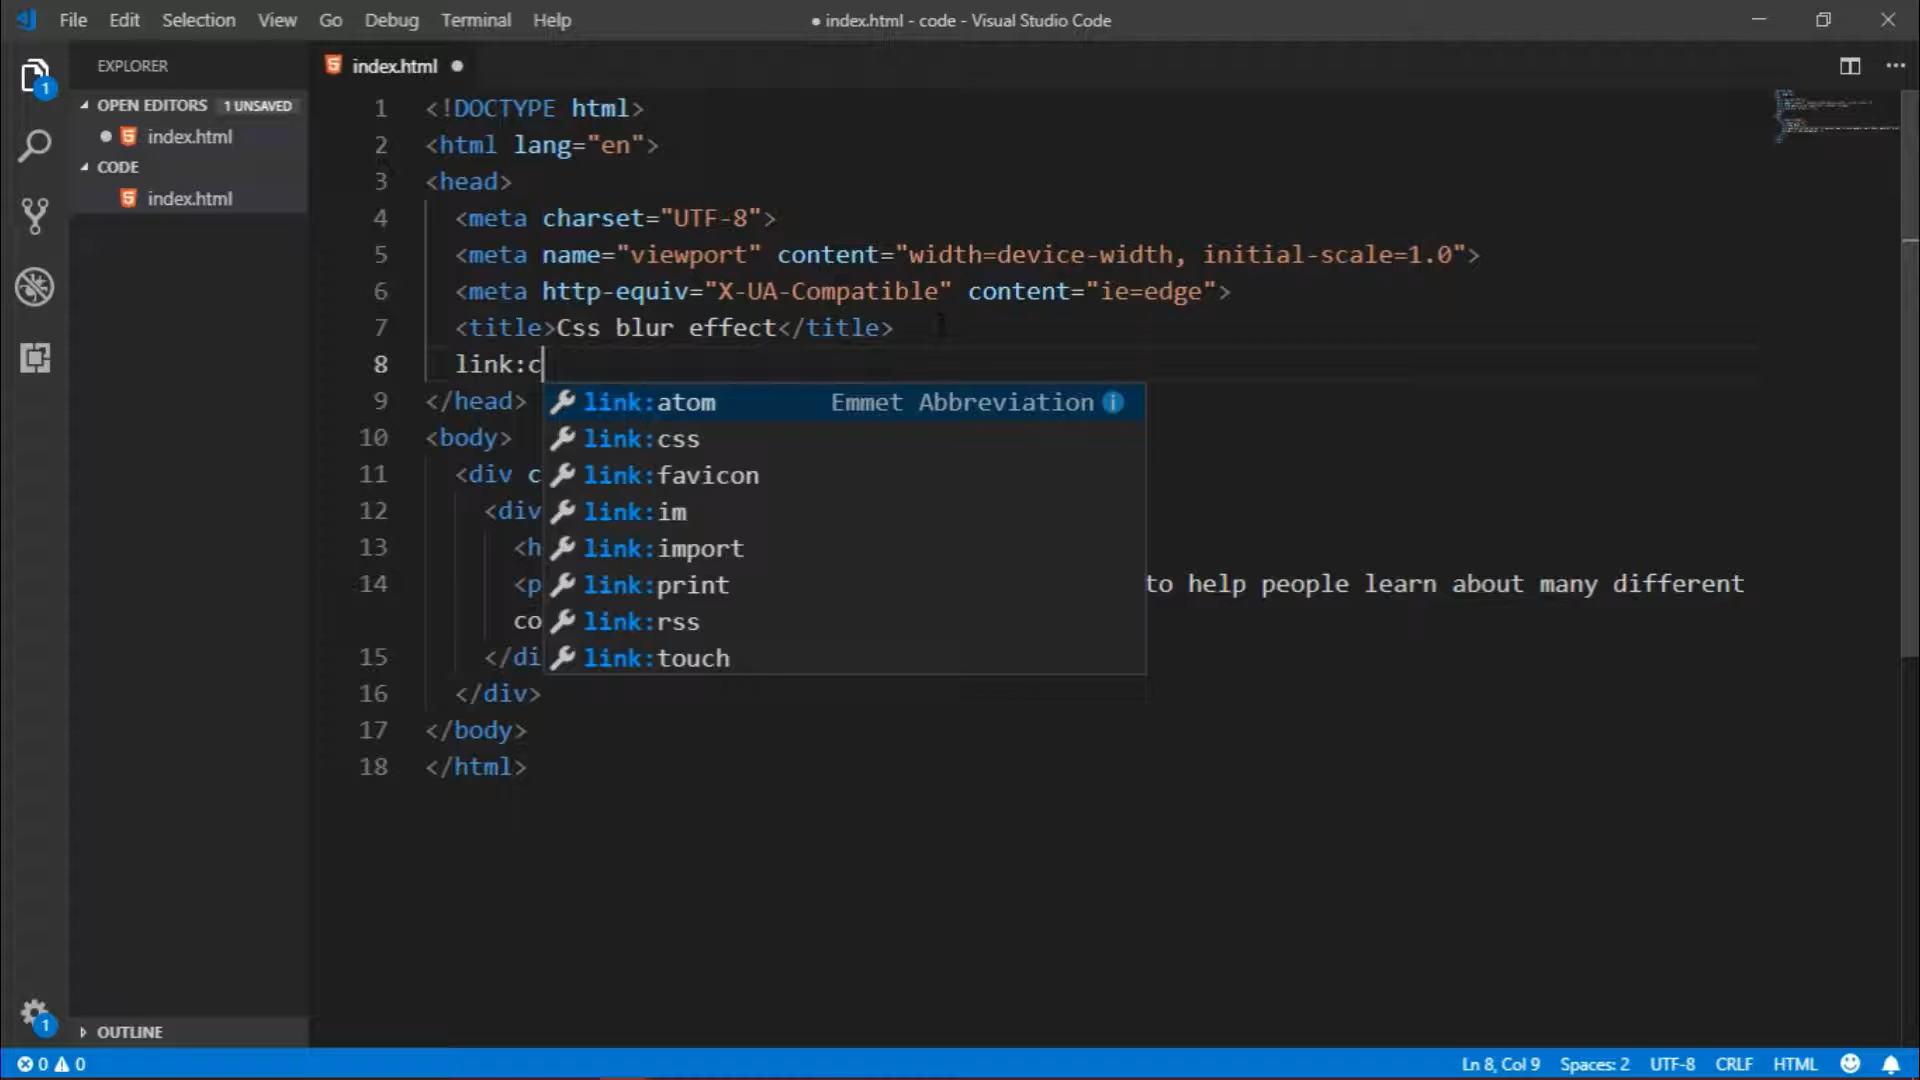 File Edit Selection View Go Debug Terminal Help
● index.html - code - Visual Studio Code
EXPLORER
OPEN EDITORS 1 UNSAVED
● index.html
CODE
index.html
OUTLINE
index.html ●
1 <!DOCTYPE html>
2 <html lang="en">
3 <head>
4 <meta charset="UTF-8">
5 <meta name="viewport" content="width=device-width, initial-scale=1.0">
6 <meta http-equiv="X-UA-Compatible" content="ie=edge">
7 <title>Css blur effect</title>
8 link:c
9 </head>
link:atom Emmet Abbreviation
10 <body>
link:css
11 <div c
link:favicon
12 <div
link:im
13 <h
link:import
14 <p
link:print
to help people learn about many different
co
link:rss
15 </di
link:touch
16 </div>
17 </body>
18 </html>
1
1
0 0
Ln 8, Col 9 Spaces: 2 UTF-8 CRLF HTML